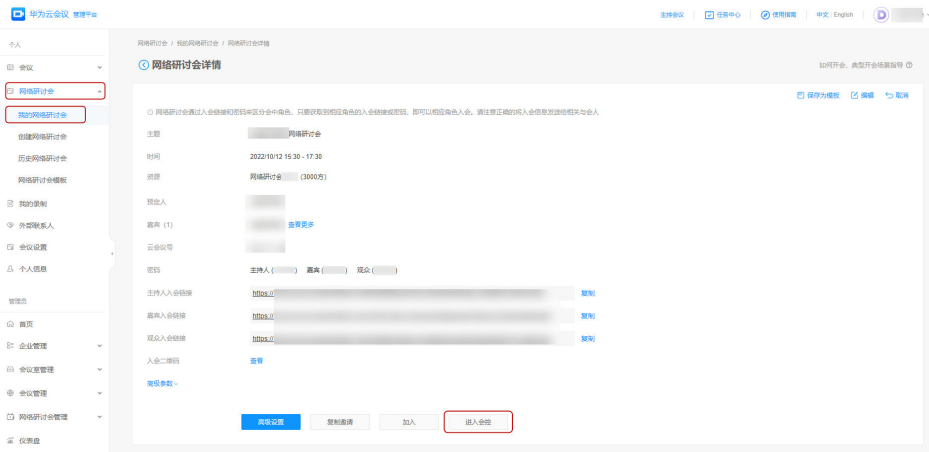 华为云会议 管理平台
主持会议 任务中心 使用指南 中文 | English D
个人
网络研讨会 / 我的网络研讨会 / 网络研讨会详情
会议
网络研讨会详情
如何开会、典型开会场景指导
网络研讨会
保存为模板 编辑 取消
我的网络研讨会
网络研讨会通过入会链接和密码来区分会中角色，只要获取到相应角色的入会链接或密码，即可以相应角色入会。请注意正确的将入会信息发送给相关与会人
创建网络研讨会
主题 网络研讨会
历史网络研讨会
时间 2022/10/12 15:30 - 17:30
网络研讨会模板
资源 网络研讨会 (3000方)
我的录制
预定人
外部联系人
嘉宾 (1) 查看更多
会议设置
云会议号
个人信息
密码 主持人 ( ) 嘉宾 ( ) 观众 ( )
主持人入会链接 https:// 复制
管理员
嘉宾入会链接 https:// 复制
首页
观众入会链接 https:// 复制
企业管理
入会二维码 查看
会议室管理
高级参数
会议管理
网络研讨会管理
高级设置 复制邀请 加入 进入会控
仪表盘